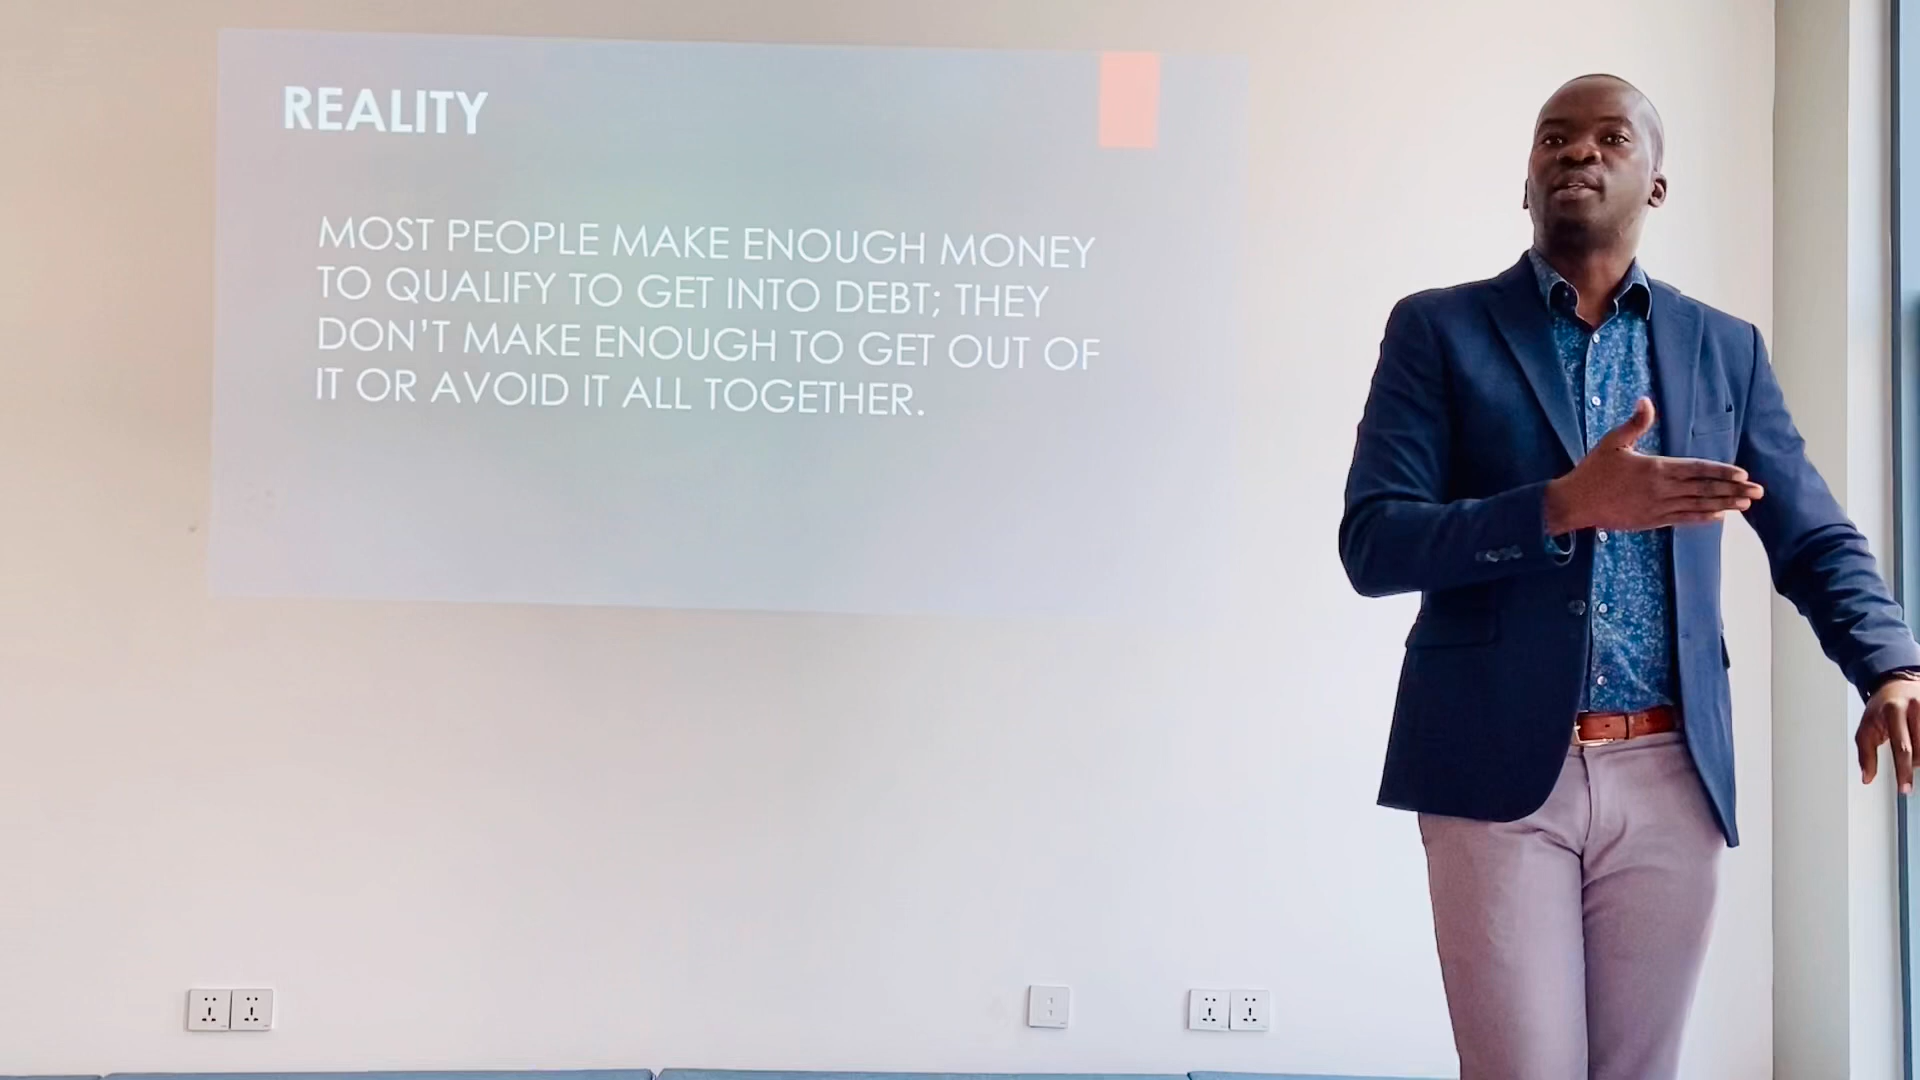 REALITY
MOST PEOPLE MAKE ENOUGH MONEY
TO QUALIFY TO GET INTO DEBT; THEY
DON'T MAKE ENOUGH TO GET OUT OF
IT OR AVOID IT ALL TOGETHER.